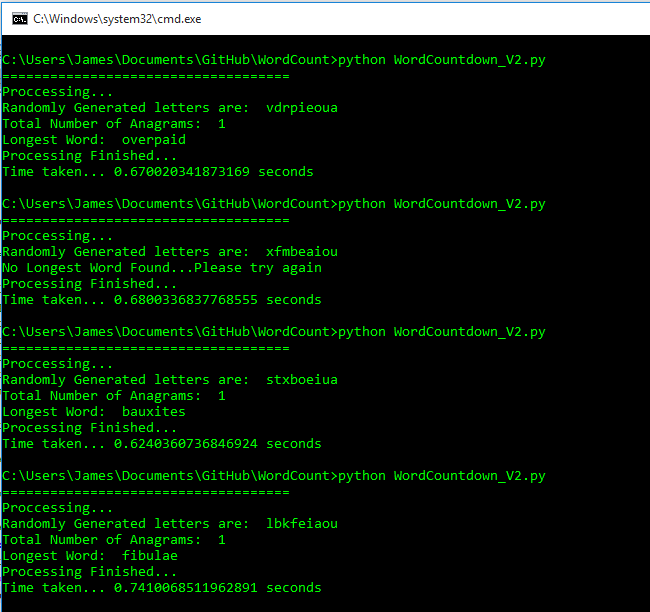 C:\Windows\system32\cmd.exe
C:\Users\James\Documents\GitHub\WordCount>python WordCountdown_V2.py
====================================
Proccessing...
Randomly Generated letters are:  vdrpieoua
Total Number of Anagrams:  1
Longest Word:  overpaid
Processing Finished...
Time taken... 0.670020341873169 seconds
C:\Users\James\Documents\GitHub\WordCount>python WordCountdown_V2.py
====================================
Proccessing...
Randomly Generated letters are:  xfmbeaiou
No Longest Word Found...Please try again
Processing Finished...
Time taken... 0.6800336837768555 seconds
C:\Users\James\Documents\GitHub\WordCount>python WordCountdown_V2.py
====================================
Proccessing...
Randomly Generated letters are:  stxboeiua
Total Number of Anagrams:  1
Longest Word:  bauxites
Processing Finished...
Time taken... 0.6240360736846924 seconds
C:\Users\James\Documents\GitHub\WordCount>python WordCountdown_V2.py
====================================
Proccessing...
Randomly Generated letters are:  lbkfeiaou
Total Number of Anagrams:  1
Longest Word:  fibulae
Processing Finished...
Time taken... 0.7410068511962891 seconds